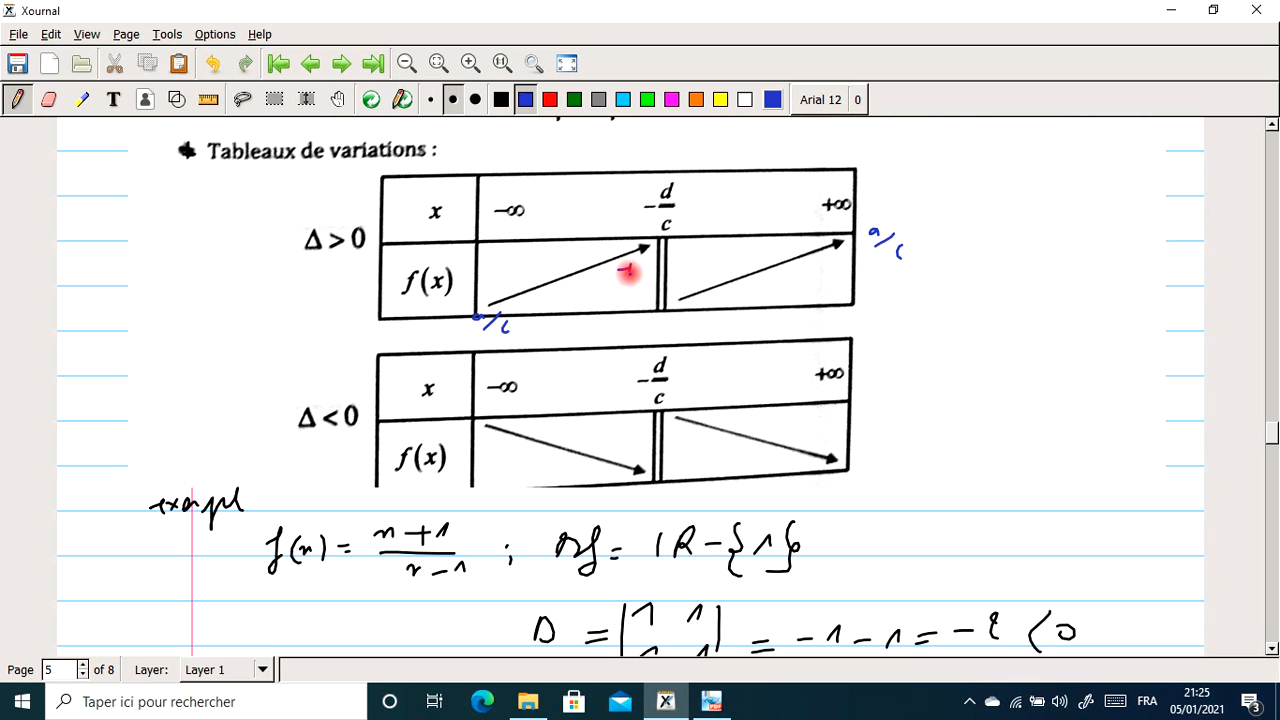 Xournal
File Edit View Page Tools Options Help
Arial 12 0
Tableaux de variations :
Δ > 0
x -∞ -d/c +∞
f(x)
a/c
a/c
Δ < 0
x -∞ -d/c +∞
f(x)
exempl
f(x) = x+1/x-1 ; Df = IR - {1}
D = |1 1| = -1 - 1 = -2 < 0
Page 5 of 8 Layer: Layer 1
Taper ici pour rechercher
FRA
21:25
05/01/2021
3